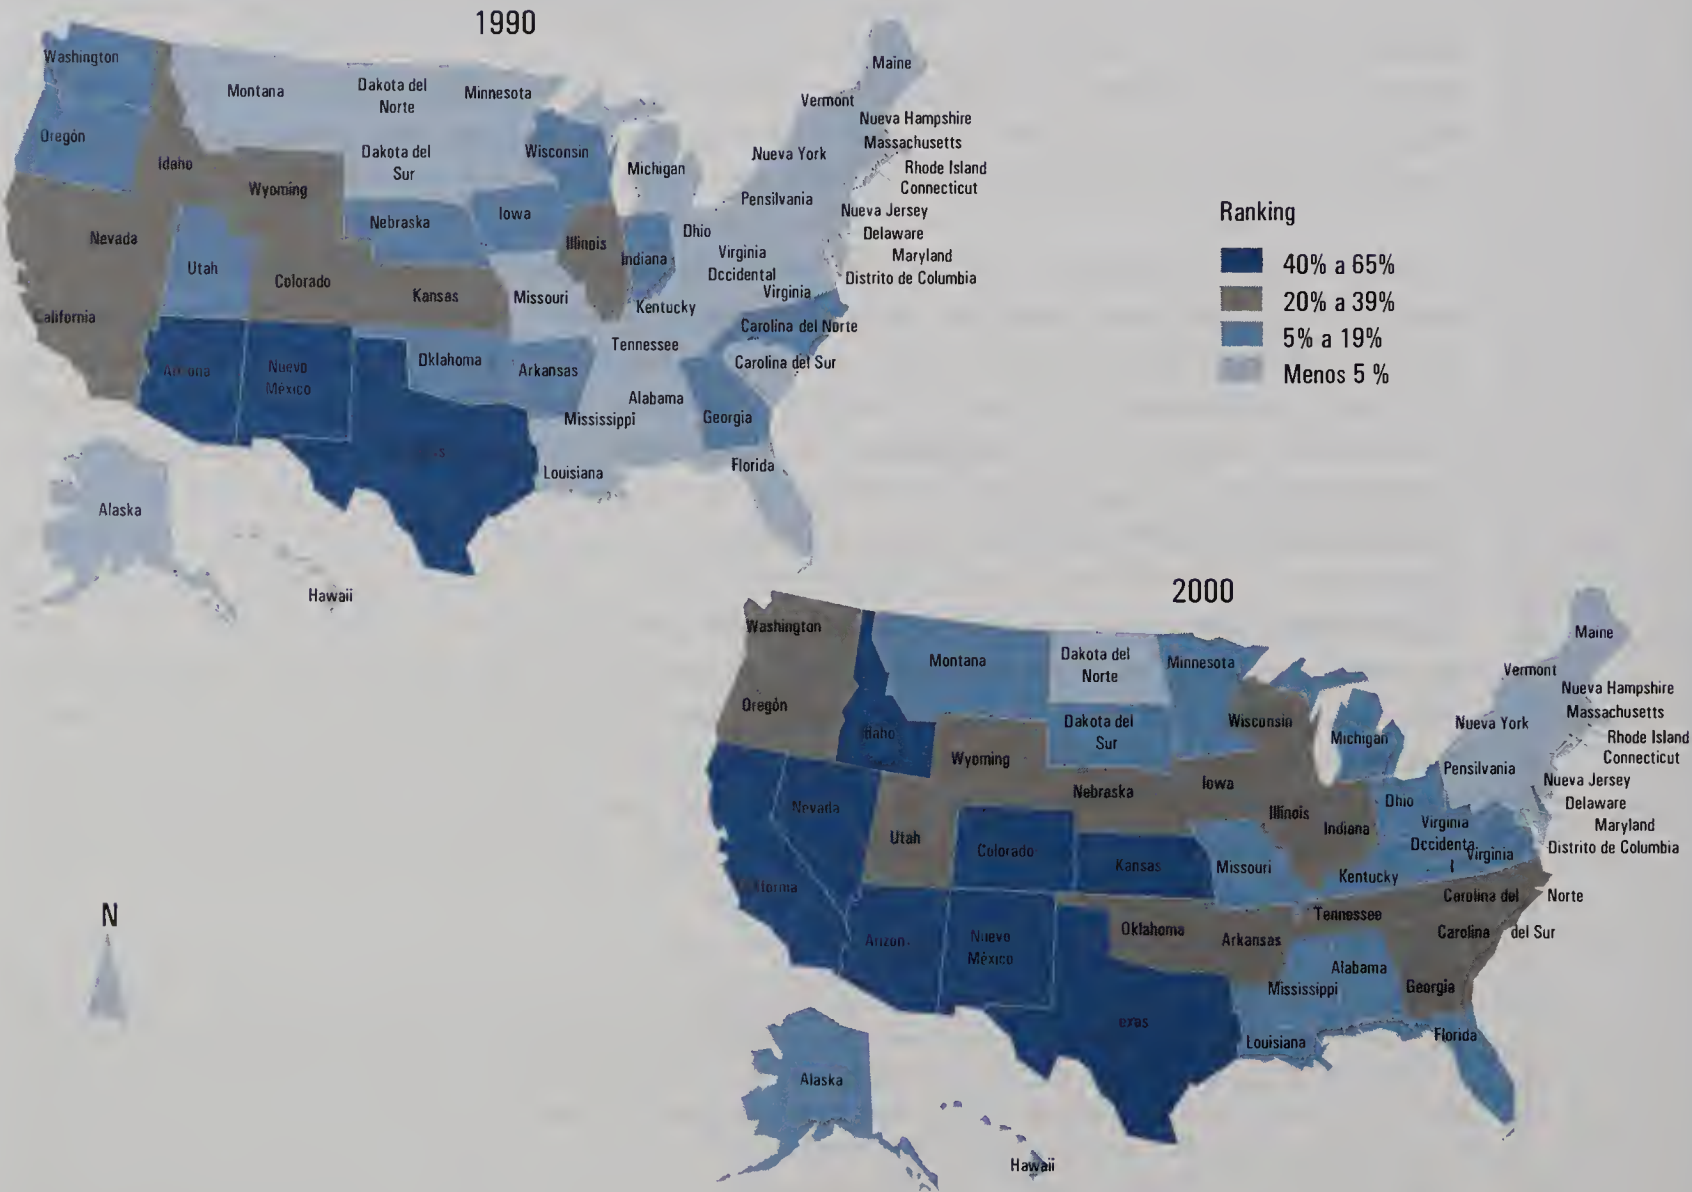 1990
Washington
Maine
Montana
Dakota del
Norte
Minnesota
Vermont
Nueva Hampshire
Oregón
Massachusetts
Idaho
Dakota del
Sur
Wisconsin
Michigan
Nueva York
Rhode Island
Connecticut
Wyoming
Pensilvania
Nueva Jersey
Nebraska
Iowa
Delaware
Nevada
Illinois
Ohio
Maryland
Utah
Indiana
Virginia
Occidental
Distrito de Columbia
Colorado
Kansas
Missouri
Virginia
California
Kentucky
Carolina del Norte
Tennessee
Oklahoma
Arkansas
Carolina del Sur
Nuevo
México
Alabama
Mississippi
Georgia
Louisiana
Florida
Alaska
Hawaii
Ranking
40% a 65%
20% a 39%
5% a 19%
Menos 5 %
2000
Washington
Maine
Montana
Dakota del
Norte
Minnesota
Vermont
Nueva Hampshire
Oregón
Massachusetts
Idaho
Dakota del
Sur
Wisconsin
Michigan
Nueva York
Rhode Island
Connecticut
Wyoming
Pensilvania
Nueva Jersey
Nebraska
Iowa
Delaware
Nevada
Illinois
Ohio
Maryland
Utah
Indiana
Virginia
Virginia
Distrito de Columbia
Colorado
Kansas
Missouri
Kentucky
California
Carolina del Norte
Tennessee
Oklahoma
Arkansas
Carolina del Sur
Nuevo
México
Alabama
Mississippi
Georgia
Louisiana
Florida
Alaska
Hawaii
N